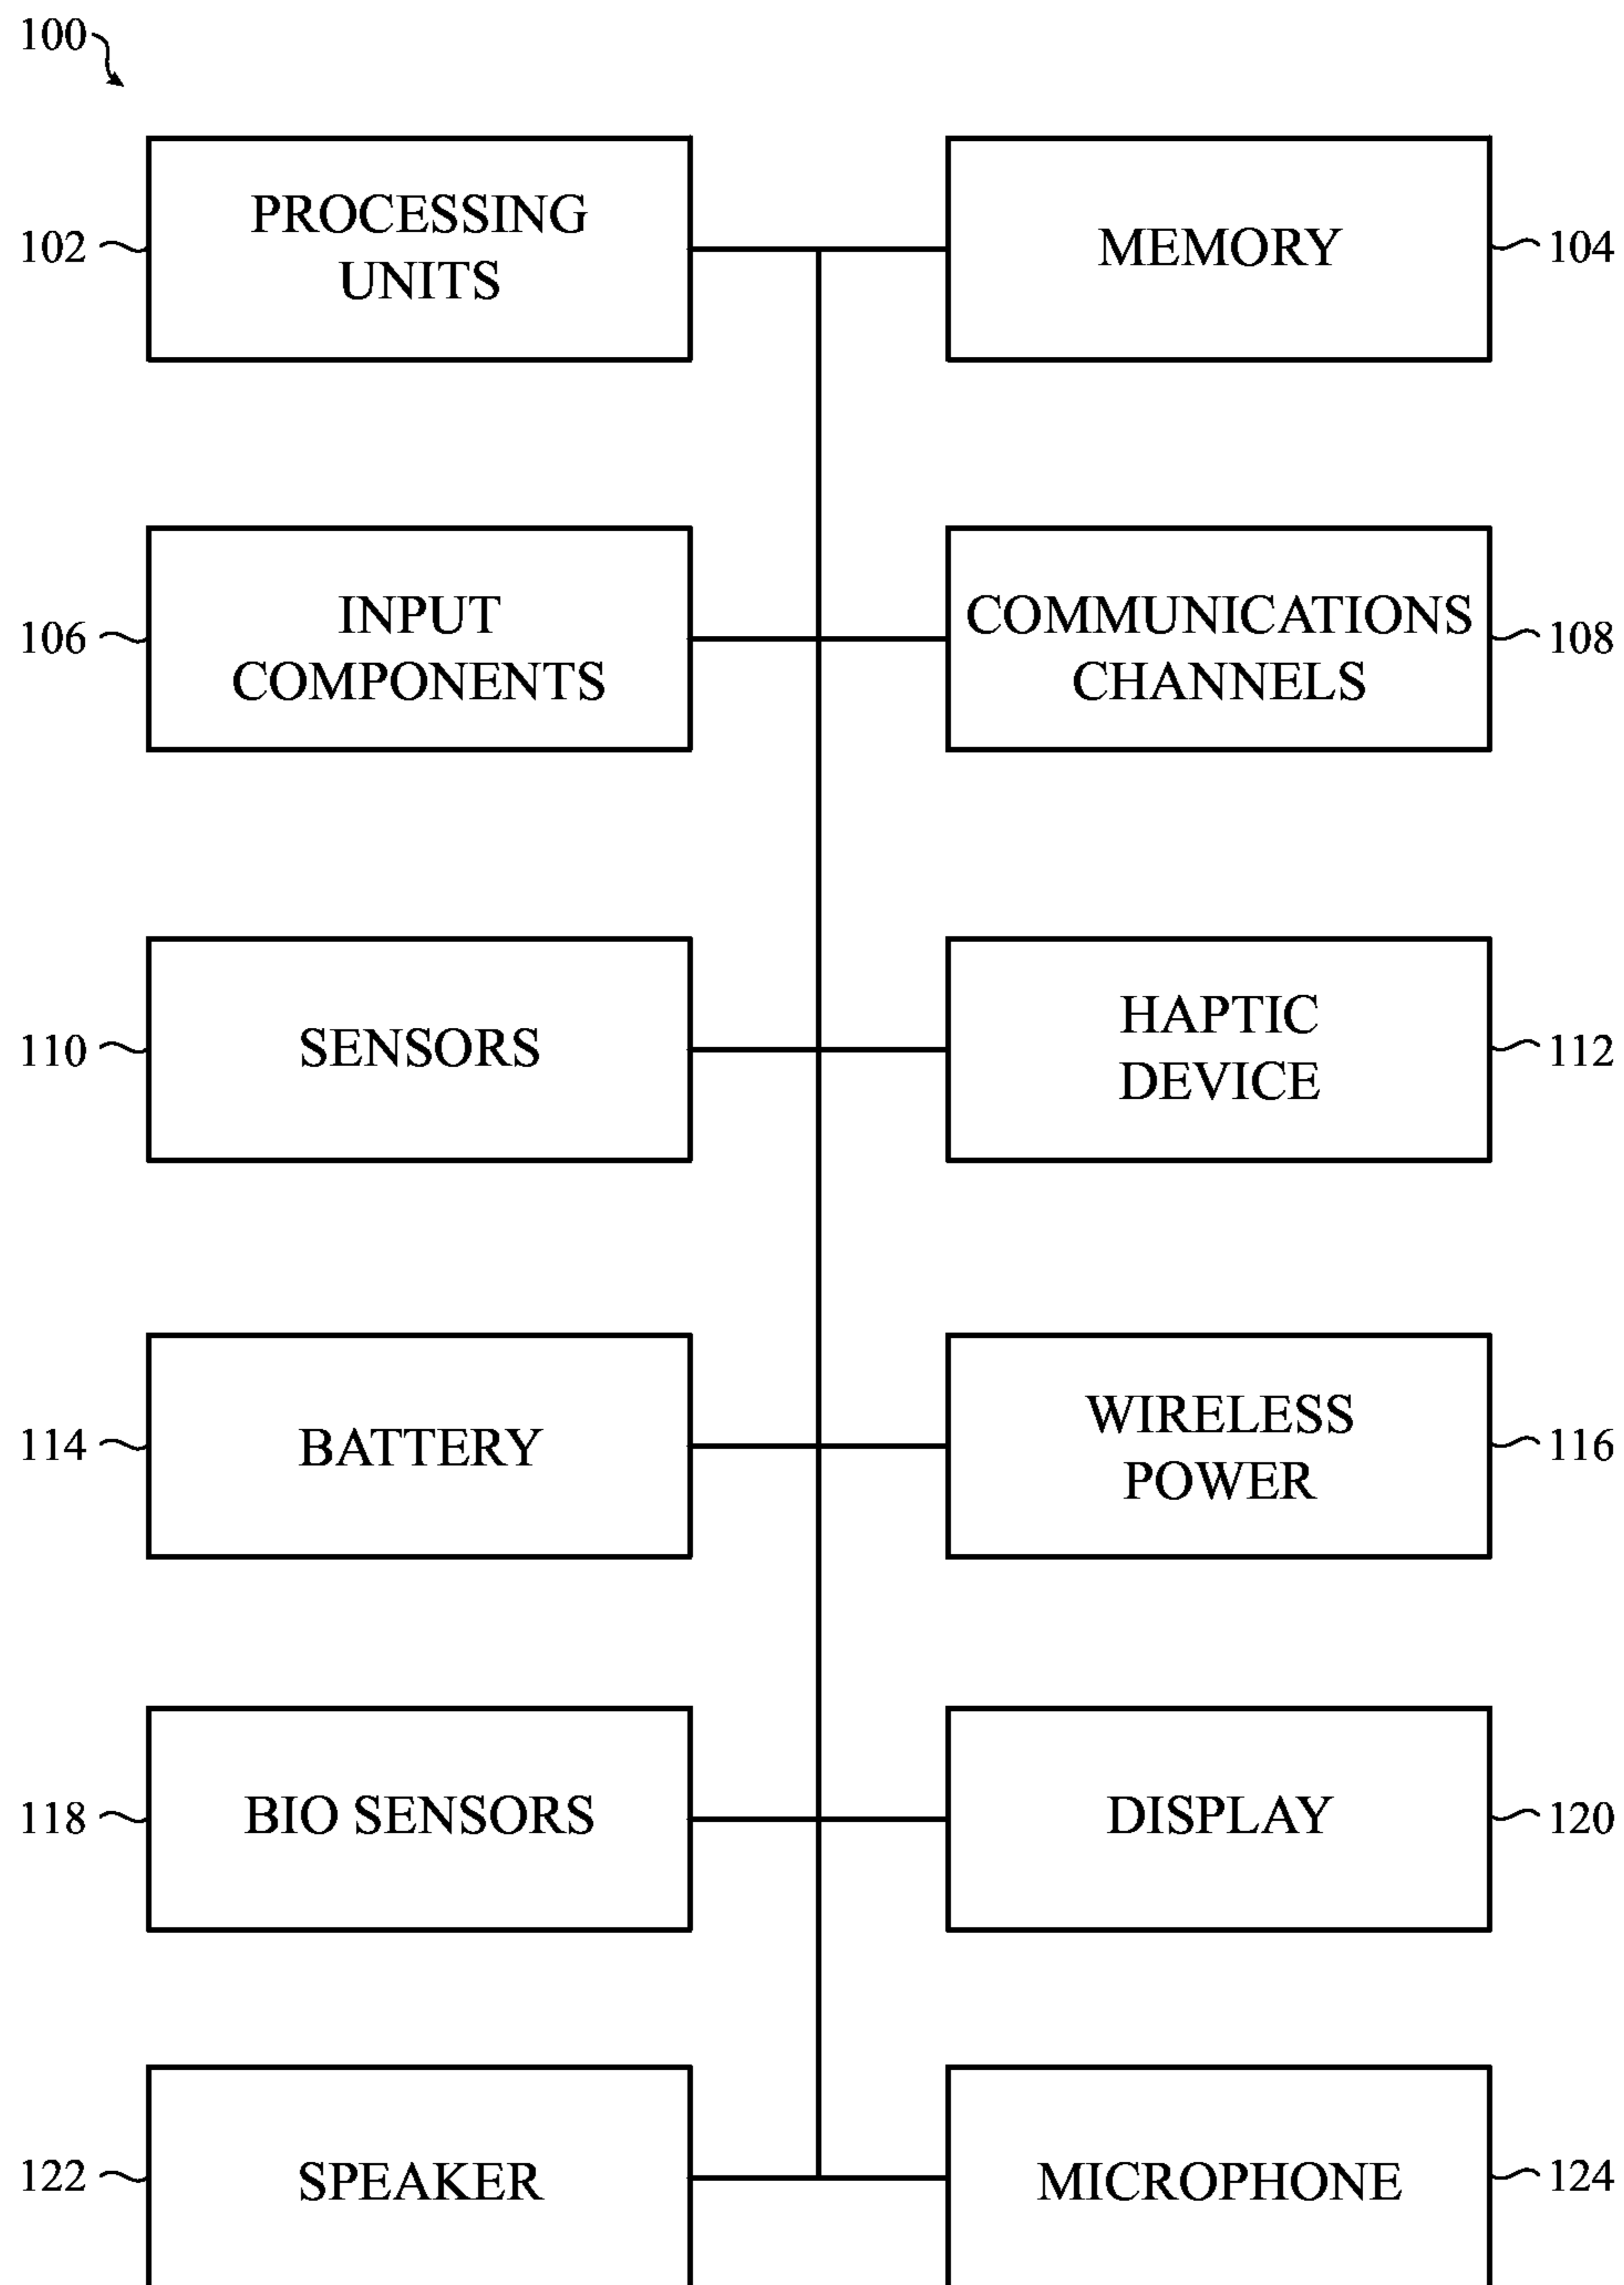 100
PROCESSING
UNITS
102
MEMORY
104
INPUT
COMPONENTS
106
COMMUNICATIONS
CHANNELS
108
SENSORS
110
HAPTIC
DEVICE
112
BATTERY
114
WIRELESS
POWER
116
BIO SENSORS
118
DISPLAY
120
SPEAKER
122
MICROPHONE
124